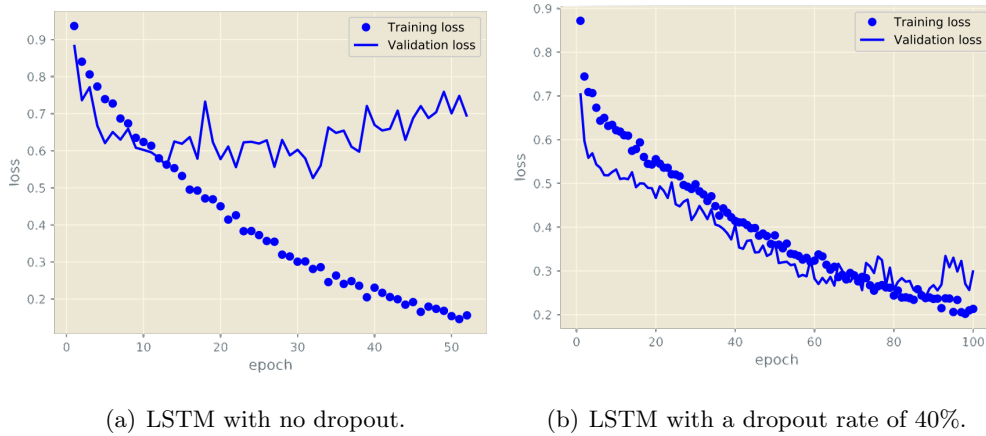 Training loss
Validation loss
0.9
0.8
0.7
0.6
0.5
0.4
0.3
0.2
loss
0
10
20
30
40
50
epoch
(a) LSTM with no dropout.
Training loss
Validation loss
0.9
0.8
0.7
0.6
0.5
0.4
0.3
0.2
loss
0
20
40
60
80
100
epoch
(b) LSTM with a dropout rate of 40%.